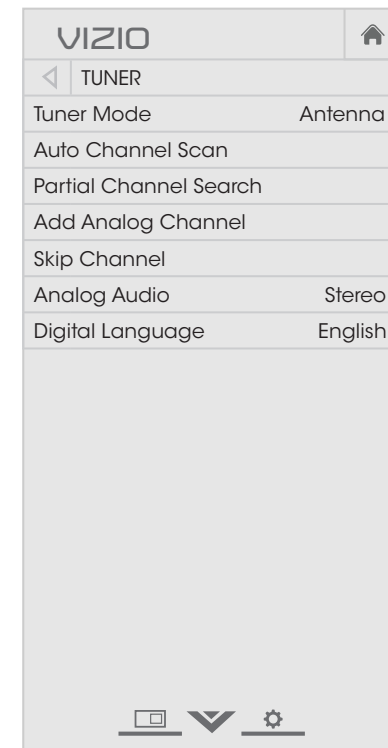 VIZIO
TUNER
Tuner Mode Antenna
Auto Channel Scan
Partial Channel Search
Add Analog Channel
Skip Channel
Analog Audio Stereo
Digital Language English